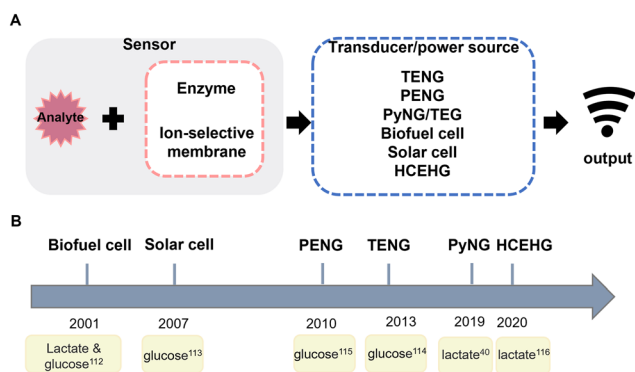 A
Sensor
Analyte
Enzyme
Ion-selective
membrane
Transducer/power source
TENG
PENG
PyNG/TEG
Biofuel cell
Solar cell
HCEHG
output
B
Biofuel cell Solar cell PENG TENG PyNG HCEHG
2001 2007 2010 2013 2019 2020
Lactate &
glucose¹¹² glucose¹¹³ glucose¹¹⁵ glucose¹¹⁴ lactate⁴⁰ lactate¹¹⁶